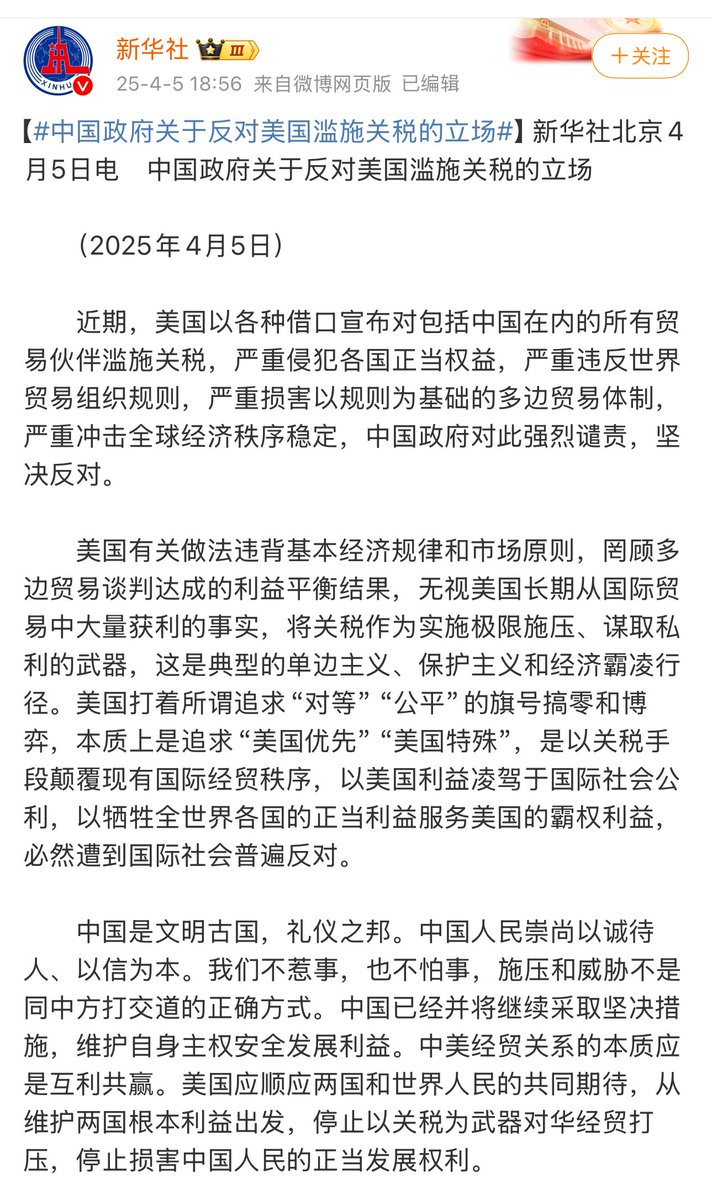 新华社 III
25-4-5 18:56 来自微博网页版 已编辑
+关注
XINHUA
V
【#中国政府关于反对美国滥施关税的立场#】新华社北京4
月5日电 中国政府关于反对美国滥施关税的立场
（2025年4月5日）
近期，美国以各种借口宣布对包括中国在内的所有贸
易伙伴滥施关税，严重侵犯各国正当权益，严重违反世界
贸易组织规则，严重损害以规则为基础的多边贸易体制，
严重冲击全球经济秩序稳定，中国政府对此强烈谴责，坚
决反对。
美国有关做法违背基本经济规律和市场原则，罔顾多
边贸易谈判达成的利益平衡结果，无视美国长期从国际贸
易中大量获利的事实，将关税作为实施极限施压、谋取私
利的武器，这是典型的单边主义、保护主义和经济霸凌行
径。美国打着所谓追求“对等”“公平”的旗号搞零和博
弈，本质上是追求“美国优先”“美国特殊”，是以关税手
段颠覆现有国际经贸秩序，以美国利益凌驾于国际社会公
利，以牺牲全世界各国的正当利益服务美国的霸权利益，
必然遭到国际社会普遍反对。
中国是文明古国，礼仪之邦。中国人民崇尚以诚待
人、以信为本。我们不惹事，也不怕事，施压和威胁不是
同中方打交道的正确方式。中国已经并将继续采取坚决措
施，维护自身主权安全发展利益。中美经贸关系的本质应
是互利共赢。美国应顺应两国和世界人民的共同期待，从
维护两国根本利益出发，停止以关税为武器对华经贸打
压，停止损害中国人民的正当发展权利。